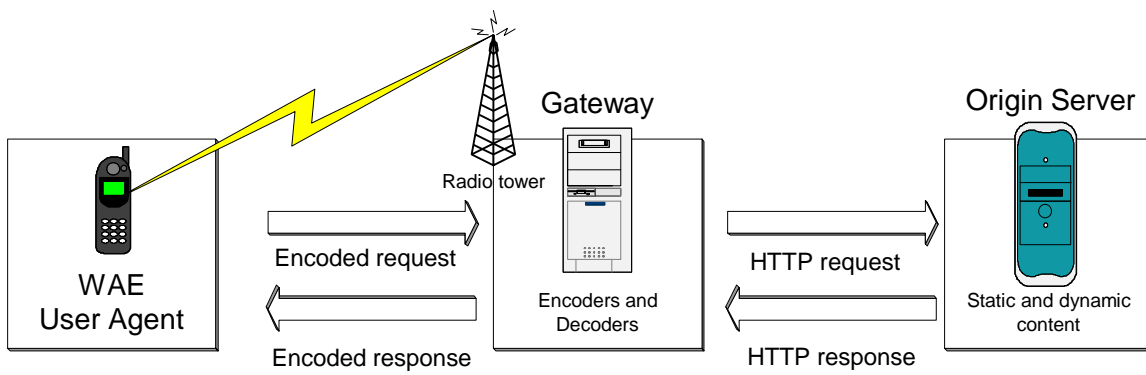 Gateway
Origin Server
Radio tower
WAE
User Agent
Encoded request
Encoded response
Encoders and
Decoders
HTTP request
HTTP response
Static and dynamic
content